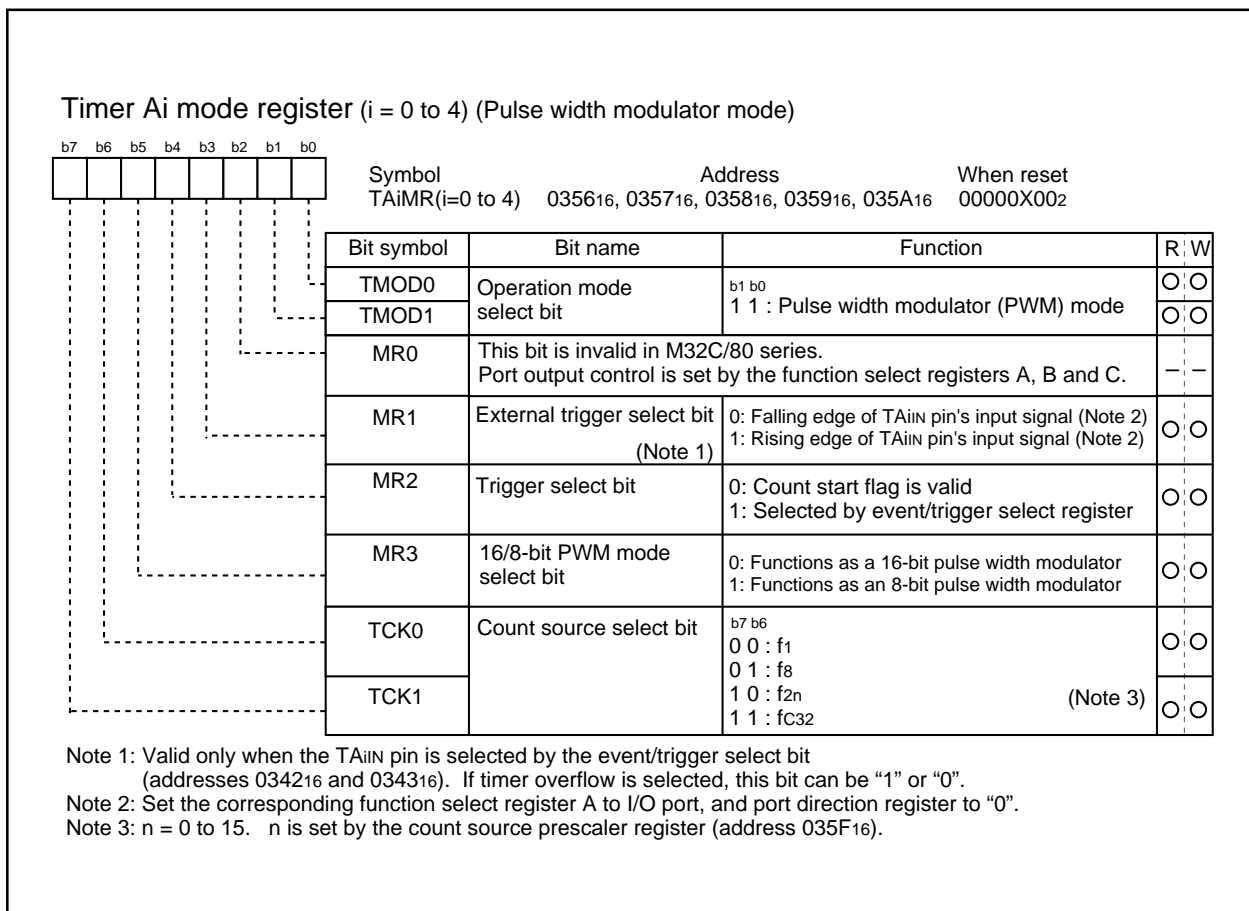 Timer Ai mode register (i = 0 to 4) (Pulse width modulator mode)
b7 b6 b5 b4 b3 b2 b1 b0
Symbol Address When reset
TAiMR(i=0 to 4) 035616, 035716, 035816, 035916, 035A16 00000X002
Bit symbol Bit name Function R W
TMOD0 Operation mode select bit b1 b0
TMOD1 1 1 : Pulse width modulator (PWM) mode
MR0 This bit is invalid in M32C/80 series.
Port output control is set by the function select registers A, B and C. – –
MR1 External trigger select bit 0: Falling edge of TAiIN pin's input signal (Note 2)
(Note 1) 1: Rising edge of TAiIN pin's input signal (Note 2)
MR2 Trigger select bit 0: Count start flag is valid
1: Selected by event/trigger select register
MR3 16/8-bit PWM mode select bit 0: Functions as a 16-bit pulse width modulator
1: Functions as an 8-bit pulse width modulator
TCK0 Count source select bit b7 b6
0 0 : f1
0 1 : f8
TCK1 1 0 : f2n (Note 3)
1 1 : fC32
Note 1: Valid only when the TAiIN pin is selected by the event/trigger select bit
(addresses 034216 and 034316). If timer overflow is selected, this bit can be “1” or “0”.
Note 2: Set the corresponding function select register A to I/O port, and port direction register to “0”.
Note 3: n = 0 to 15. n is set by the count source prescaler register (address 035F16).